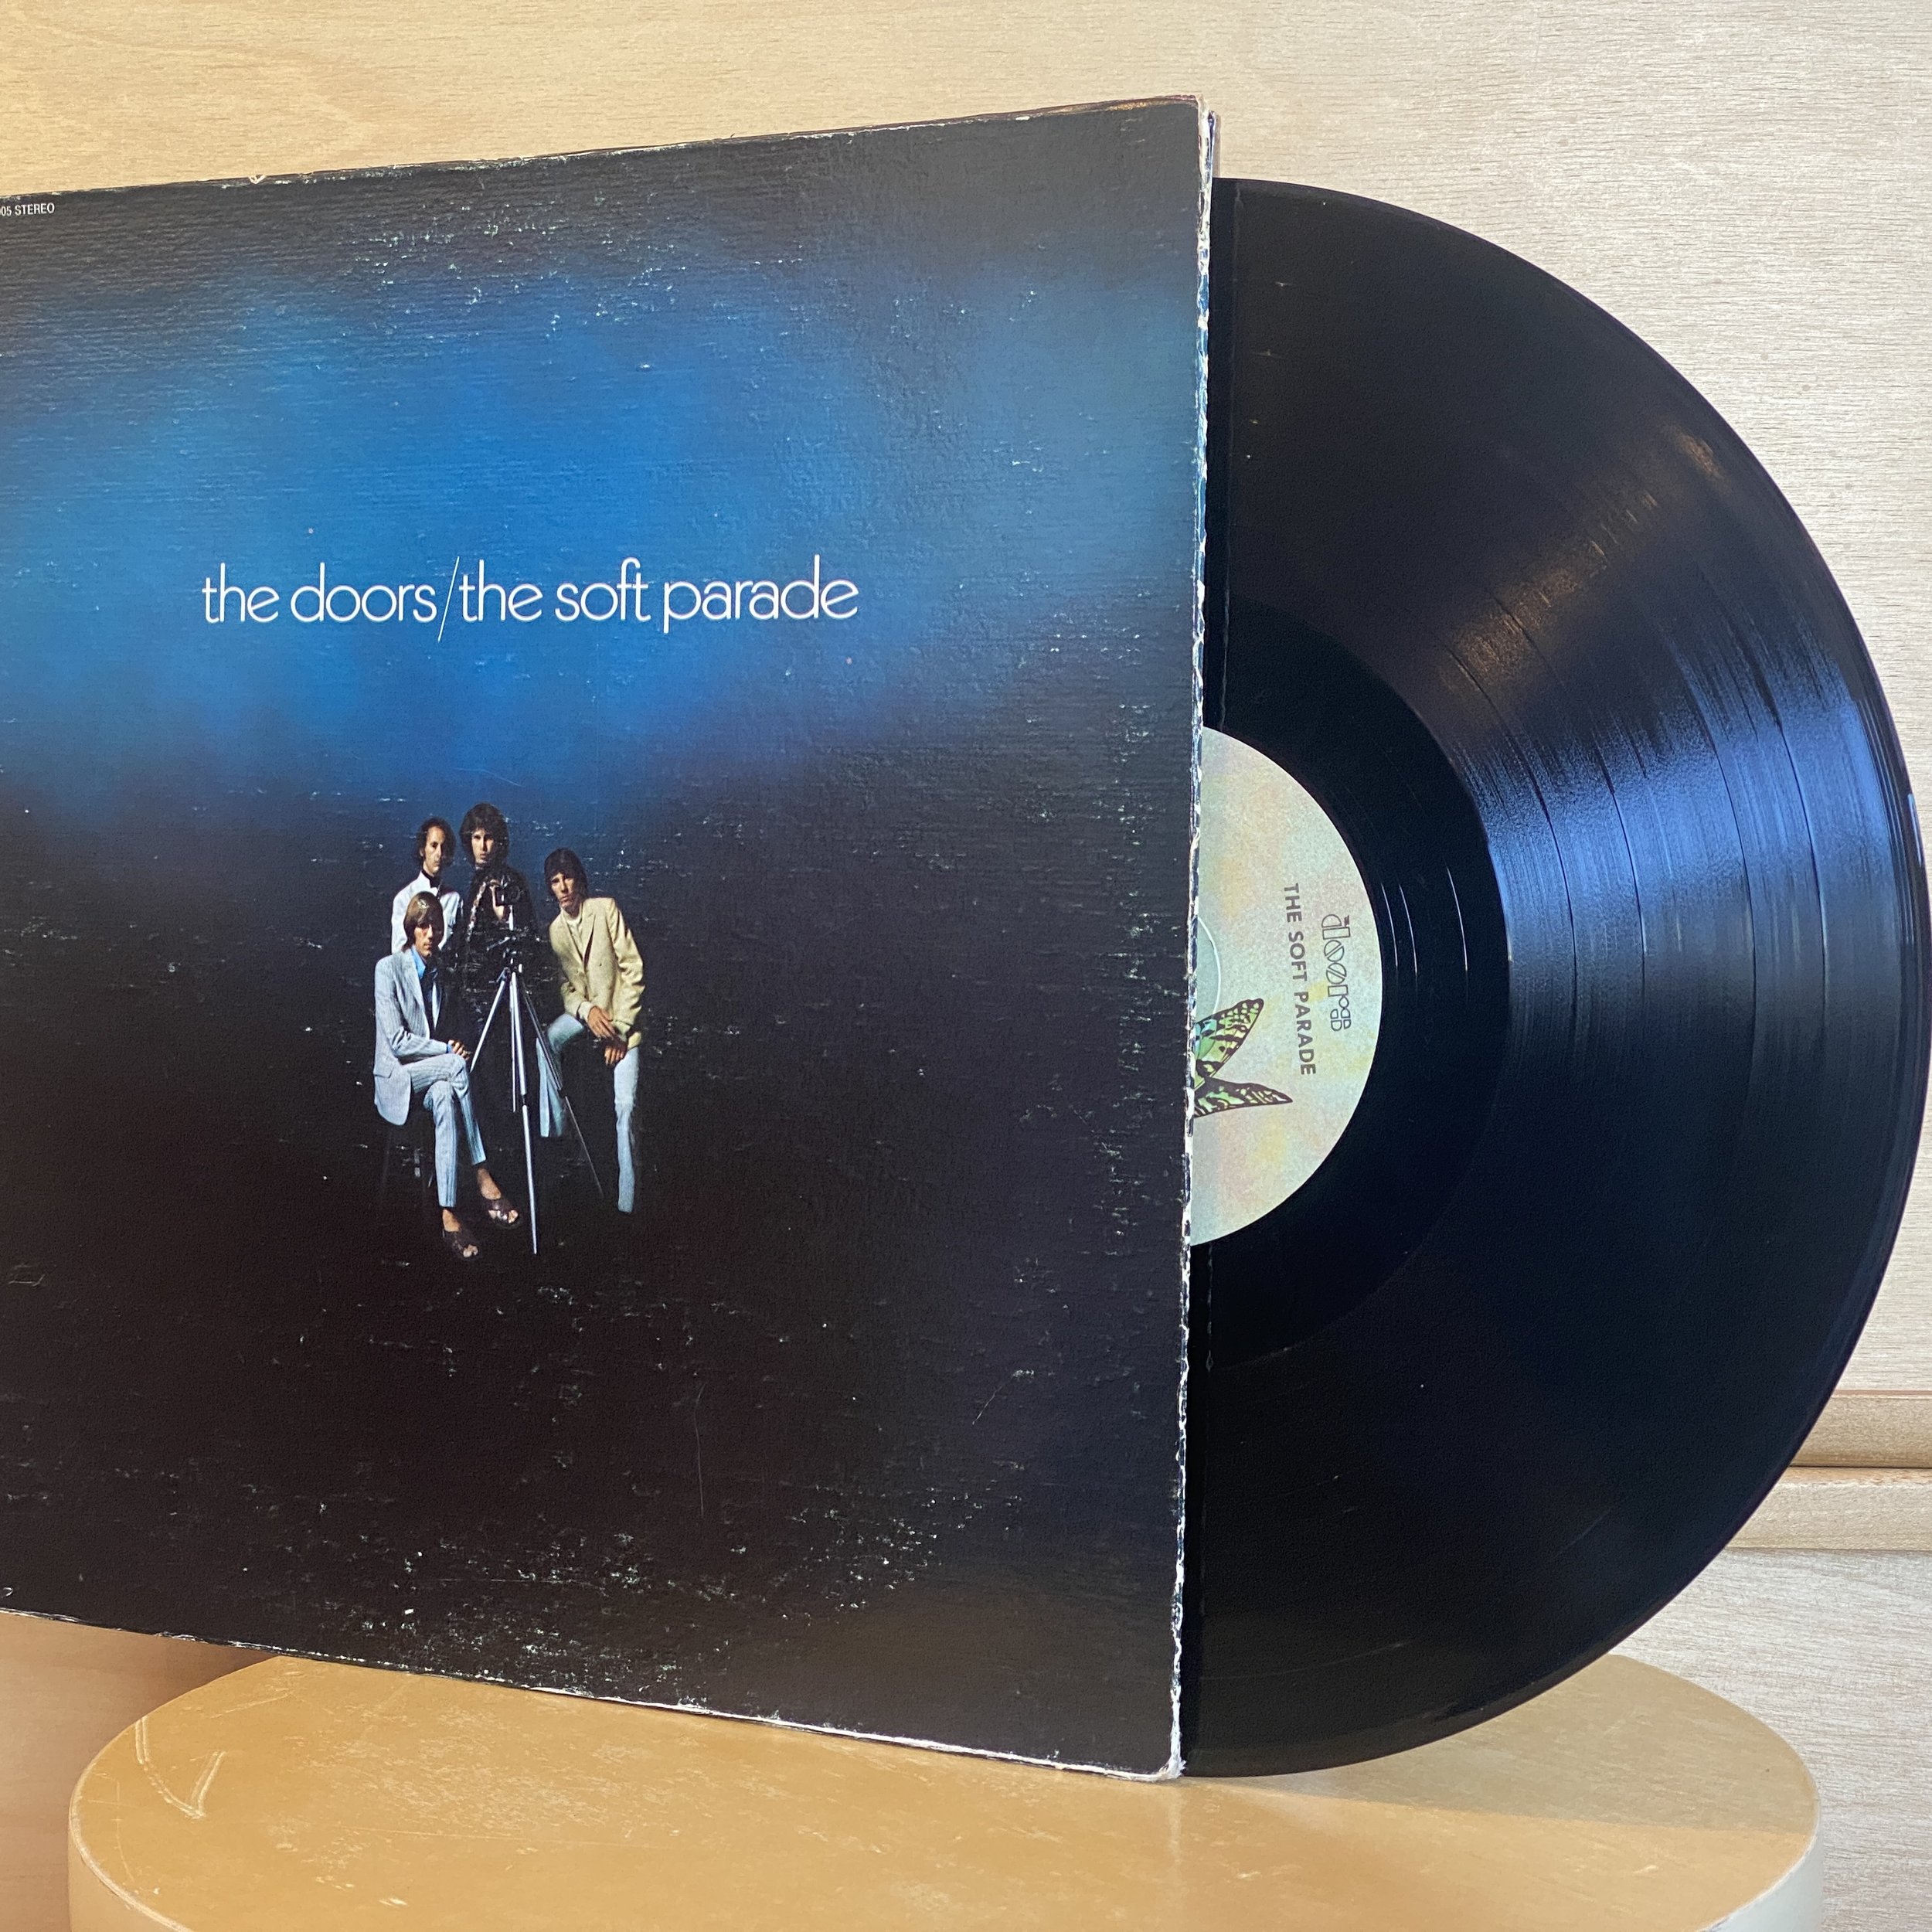 05 STEREO
the doors/the soft parade
doors
THE SOFT PARADE